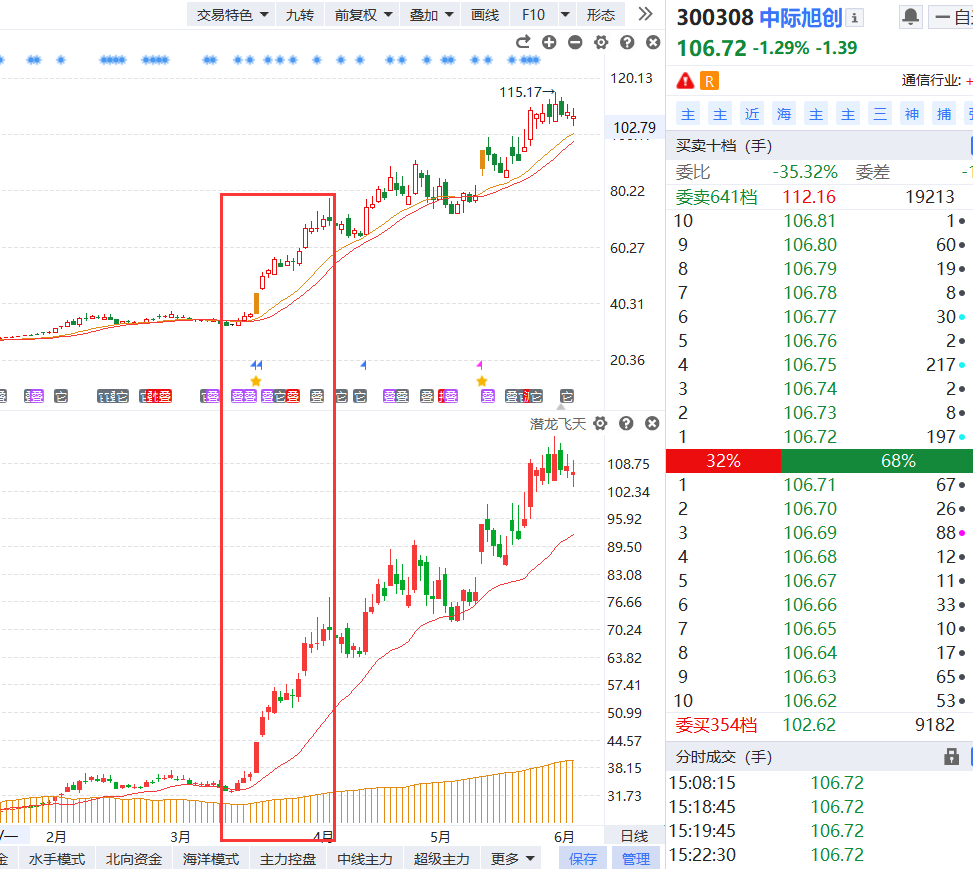 交易特色 九转 前复权 叠加 画线 F10 形态
120.13
115.17→
102.79
80.22
60.27
40.31
20.36
潜龙飞天
108.75
102.34
95.92
89.50
83.08
76.66
70.24
63.82
57.41
50.99
44.57
38.15
31.73
2月 3月 4月 5月 6月 日线
水手模式 北向资金 海洋模式 主力控盘 中线主力 超级主力 更多 保存 管理
300308 中际旭创
106.72 -1.29% -1.39
R 通信行业:
主 主 近 海 主 主 三 神 捕
买卖十档 (手)
委比 -35.32% 委差
委卖641档 112.16 19213
10 106.81 1
9 106.80 60
8 106.79 19
7 106.78 8
6 106.77 30
5 106.76 2
4 106.75 217
3 106.74 2
2 106.73 8
1 106.72 197
32% 68%
1 106.71 67
2 106.70 26
3 106.69 88
4 106.68 12
5 106.67 11
6 106.66 33
7 106.65 10
8 106.64 17
9 106.63 65
10 106.62 53
委买354档 102.62 9182
分时成交 (手)
15:08:15 106.72
15:18:45 106.72
15:19:45 106.72
15:22:30 106.72